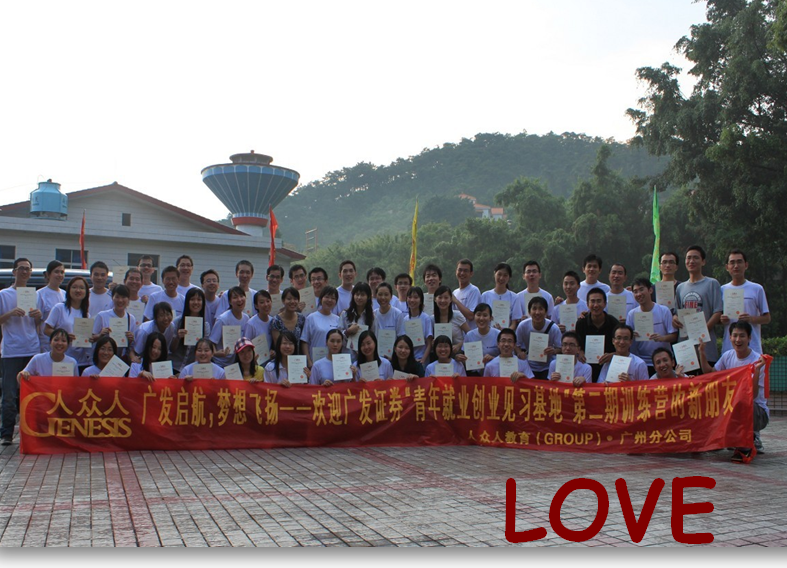 人众人
GENESIS
广发启航,梦想飞扬——欢迎广发证券"青年就业创业见习基地"第二期训练营的新朋友
人众人教育(GROUP)·广州分公司
LOVE